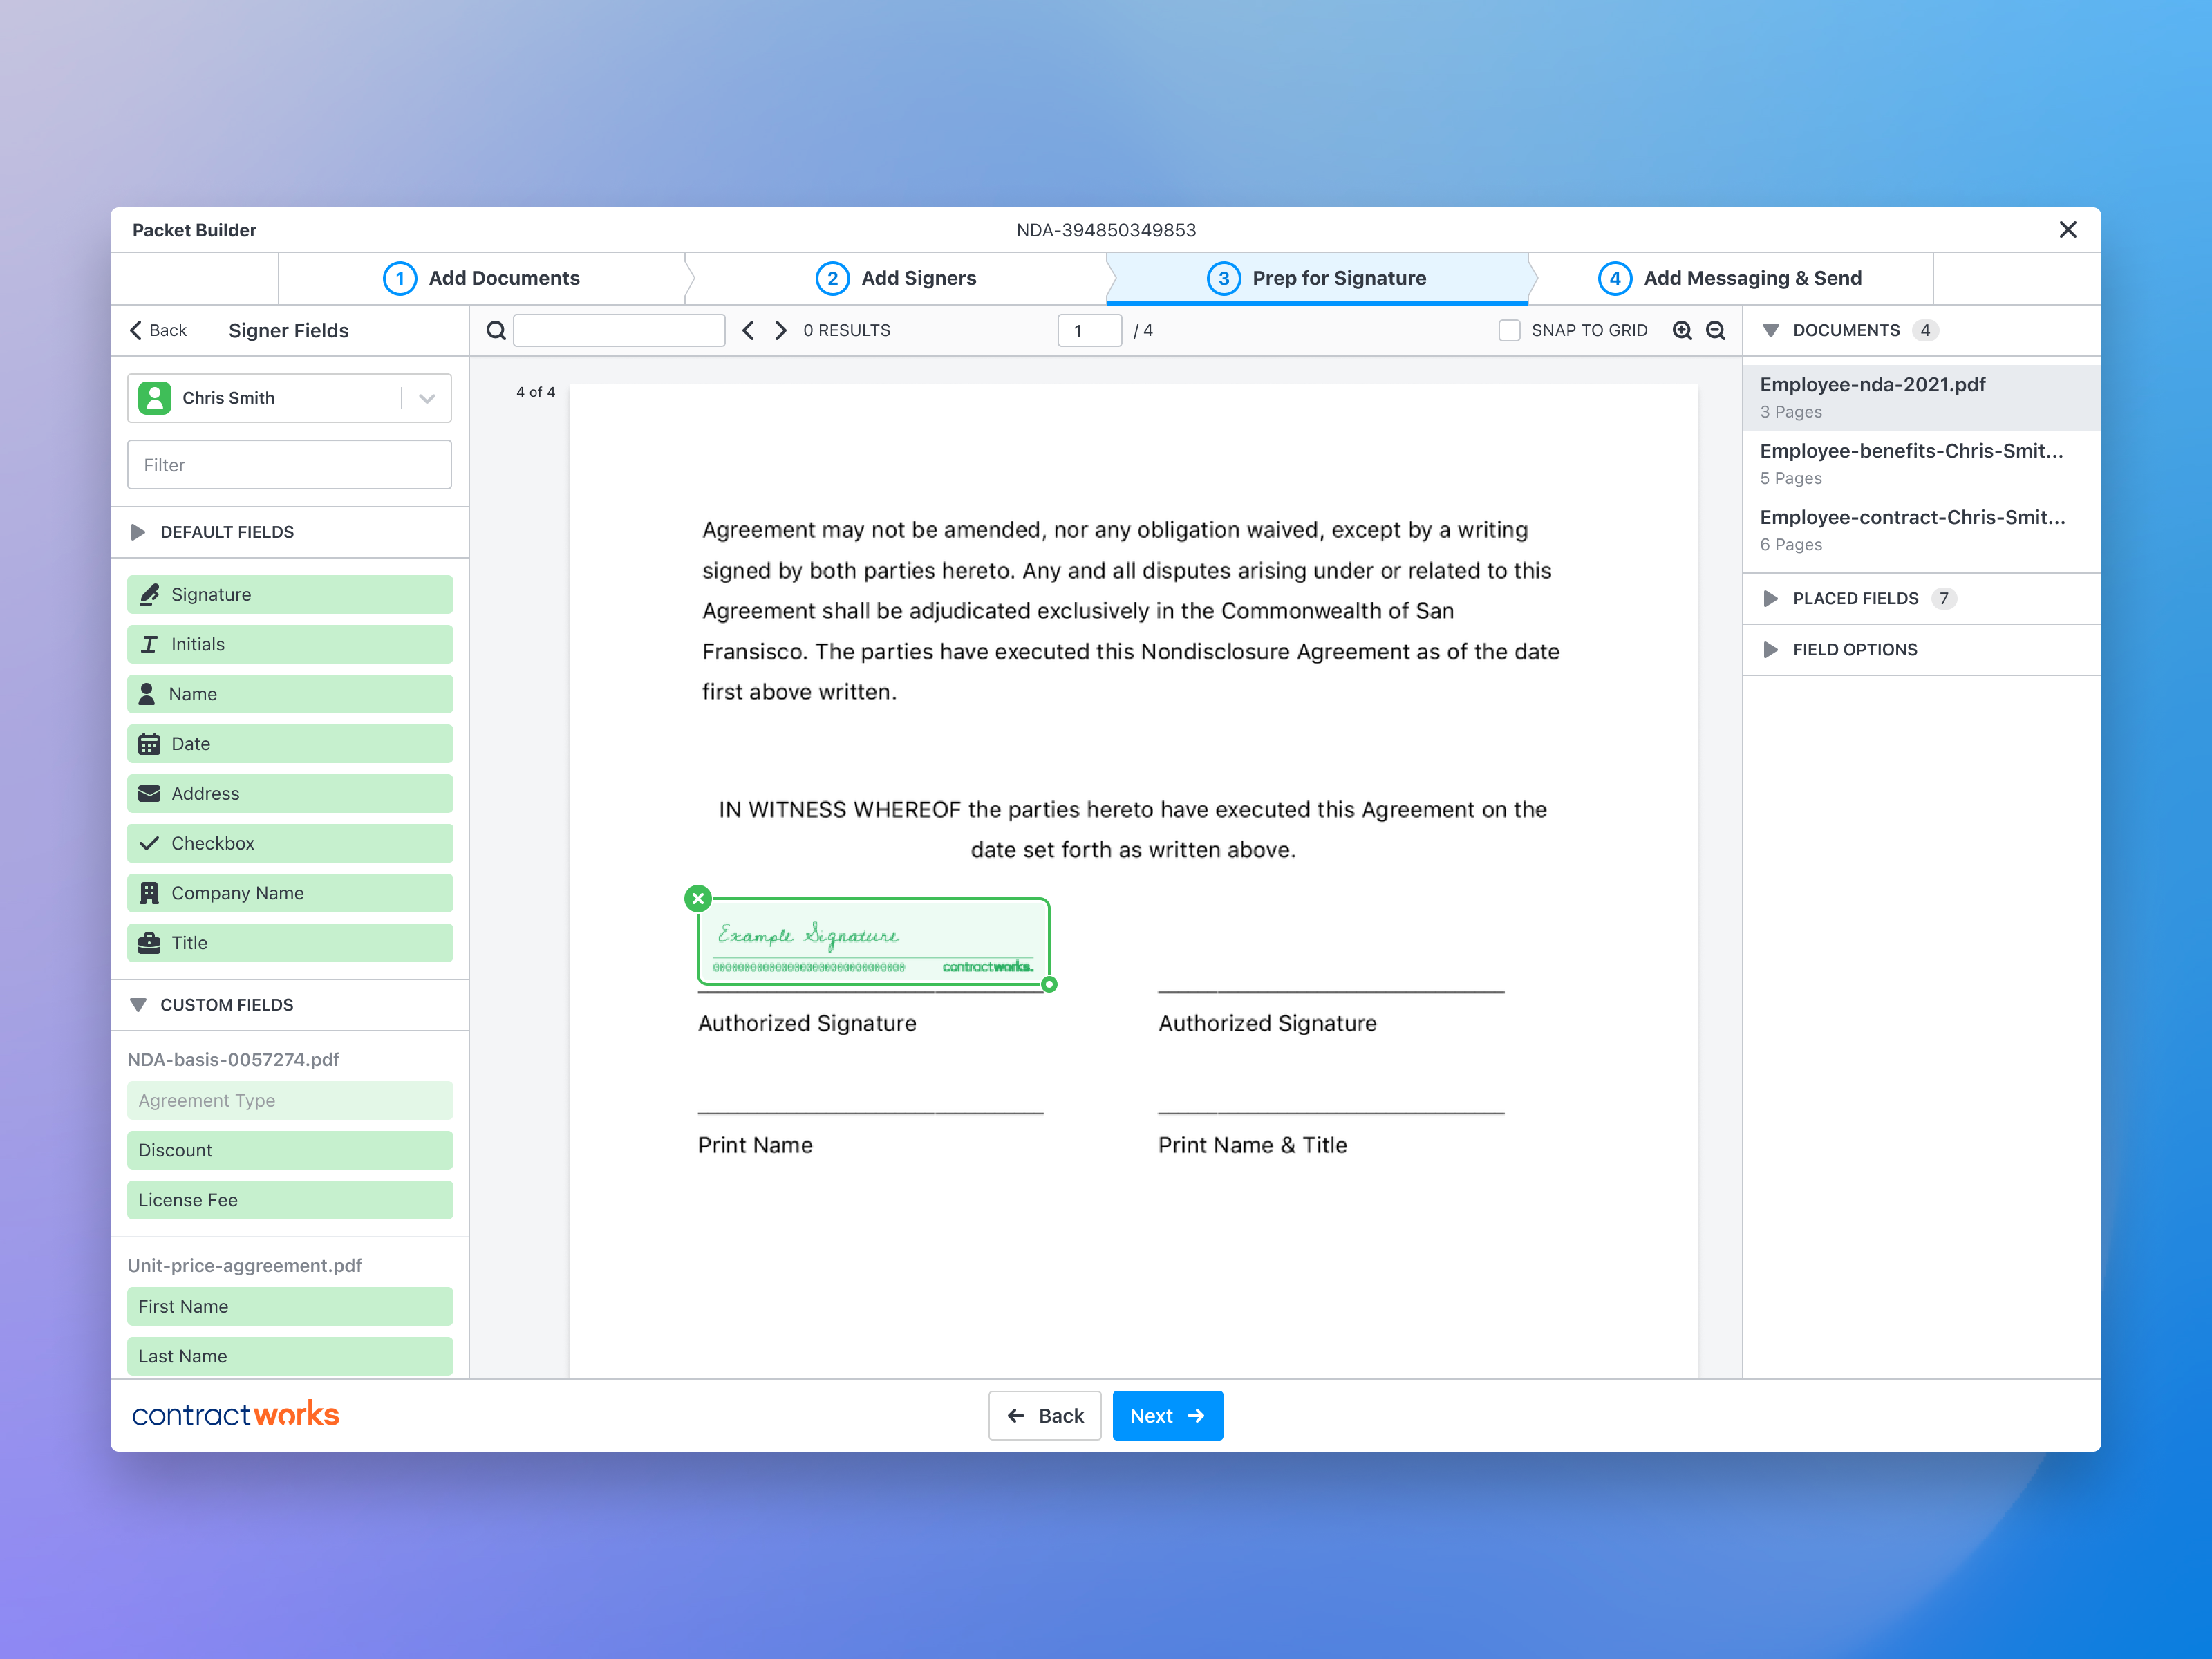 Packet Builder
NDA-394850349853
1 Add Documents
2 Add Signers
3 Prep for Signature
4 Add Messaging & Send
Back
Signer Fields
0 RESULTS
1 / 4
SNAP TO GRID
Chris Smith
Filter
DEFAULT FIELDS
Signature
Initials
Name
Date
Address
Checkbox
Company Name
Title
CUSTOM FIELDS
NDA-basis-0057274.pdf
Agreement Type
Discount
License Fee
Unit-price-aggreement.pdf
First Name
Last Name
4 of 4
Agreement may not be amended, nor any obligation waived, except by a writing
signed by both parties hereto. Any and all disputes arising under or related to this
Agreement shall be adjudicated exclusively in the Commonwealth of San
Fransisco. The parties have executed this Nondisclosure Agreement as of the date
first above written.
IN WITNESS WHEREOF the parties hereto have executed this Agreement on the
date set forth as written above.
Example Signature
contractworks.
Authorized Signature
Authorized Signature
Print Name
Print Name & Title
DOCUMENTS 4
Employee-nda-2021.pdf
3 Pages
Employee-benefits-Chris-Smit...
5 Pages
Employee-contract-Chris-Smit...
6 Pages
PLACED FIELDS 7
FIELD OPTIONS
contractworks
Back
Next